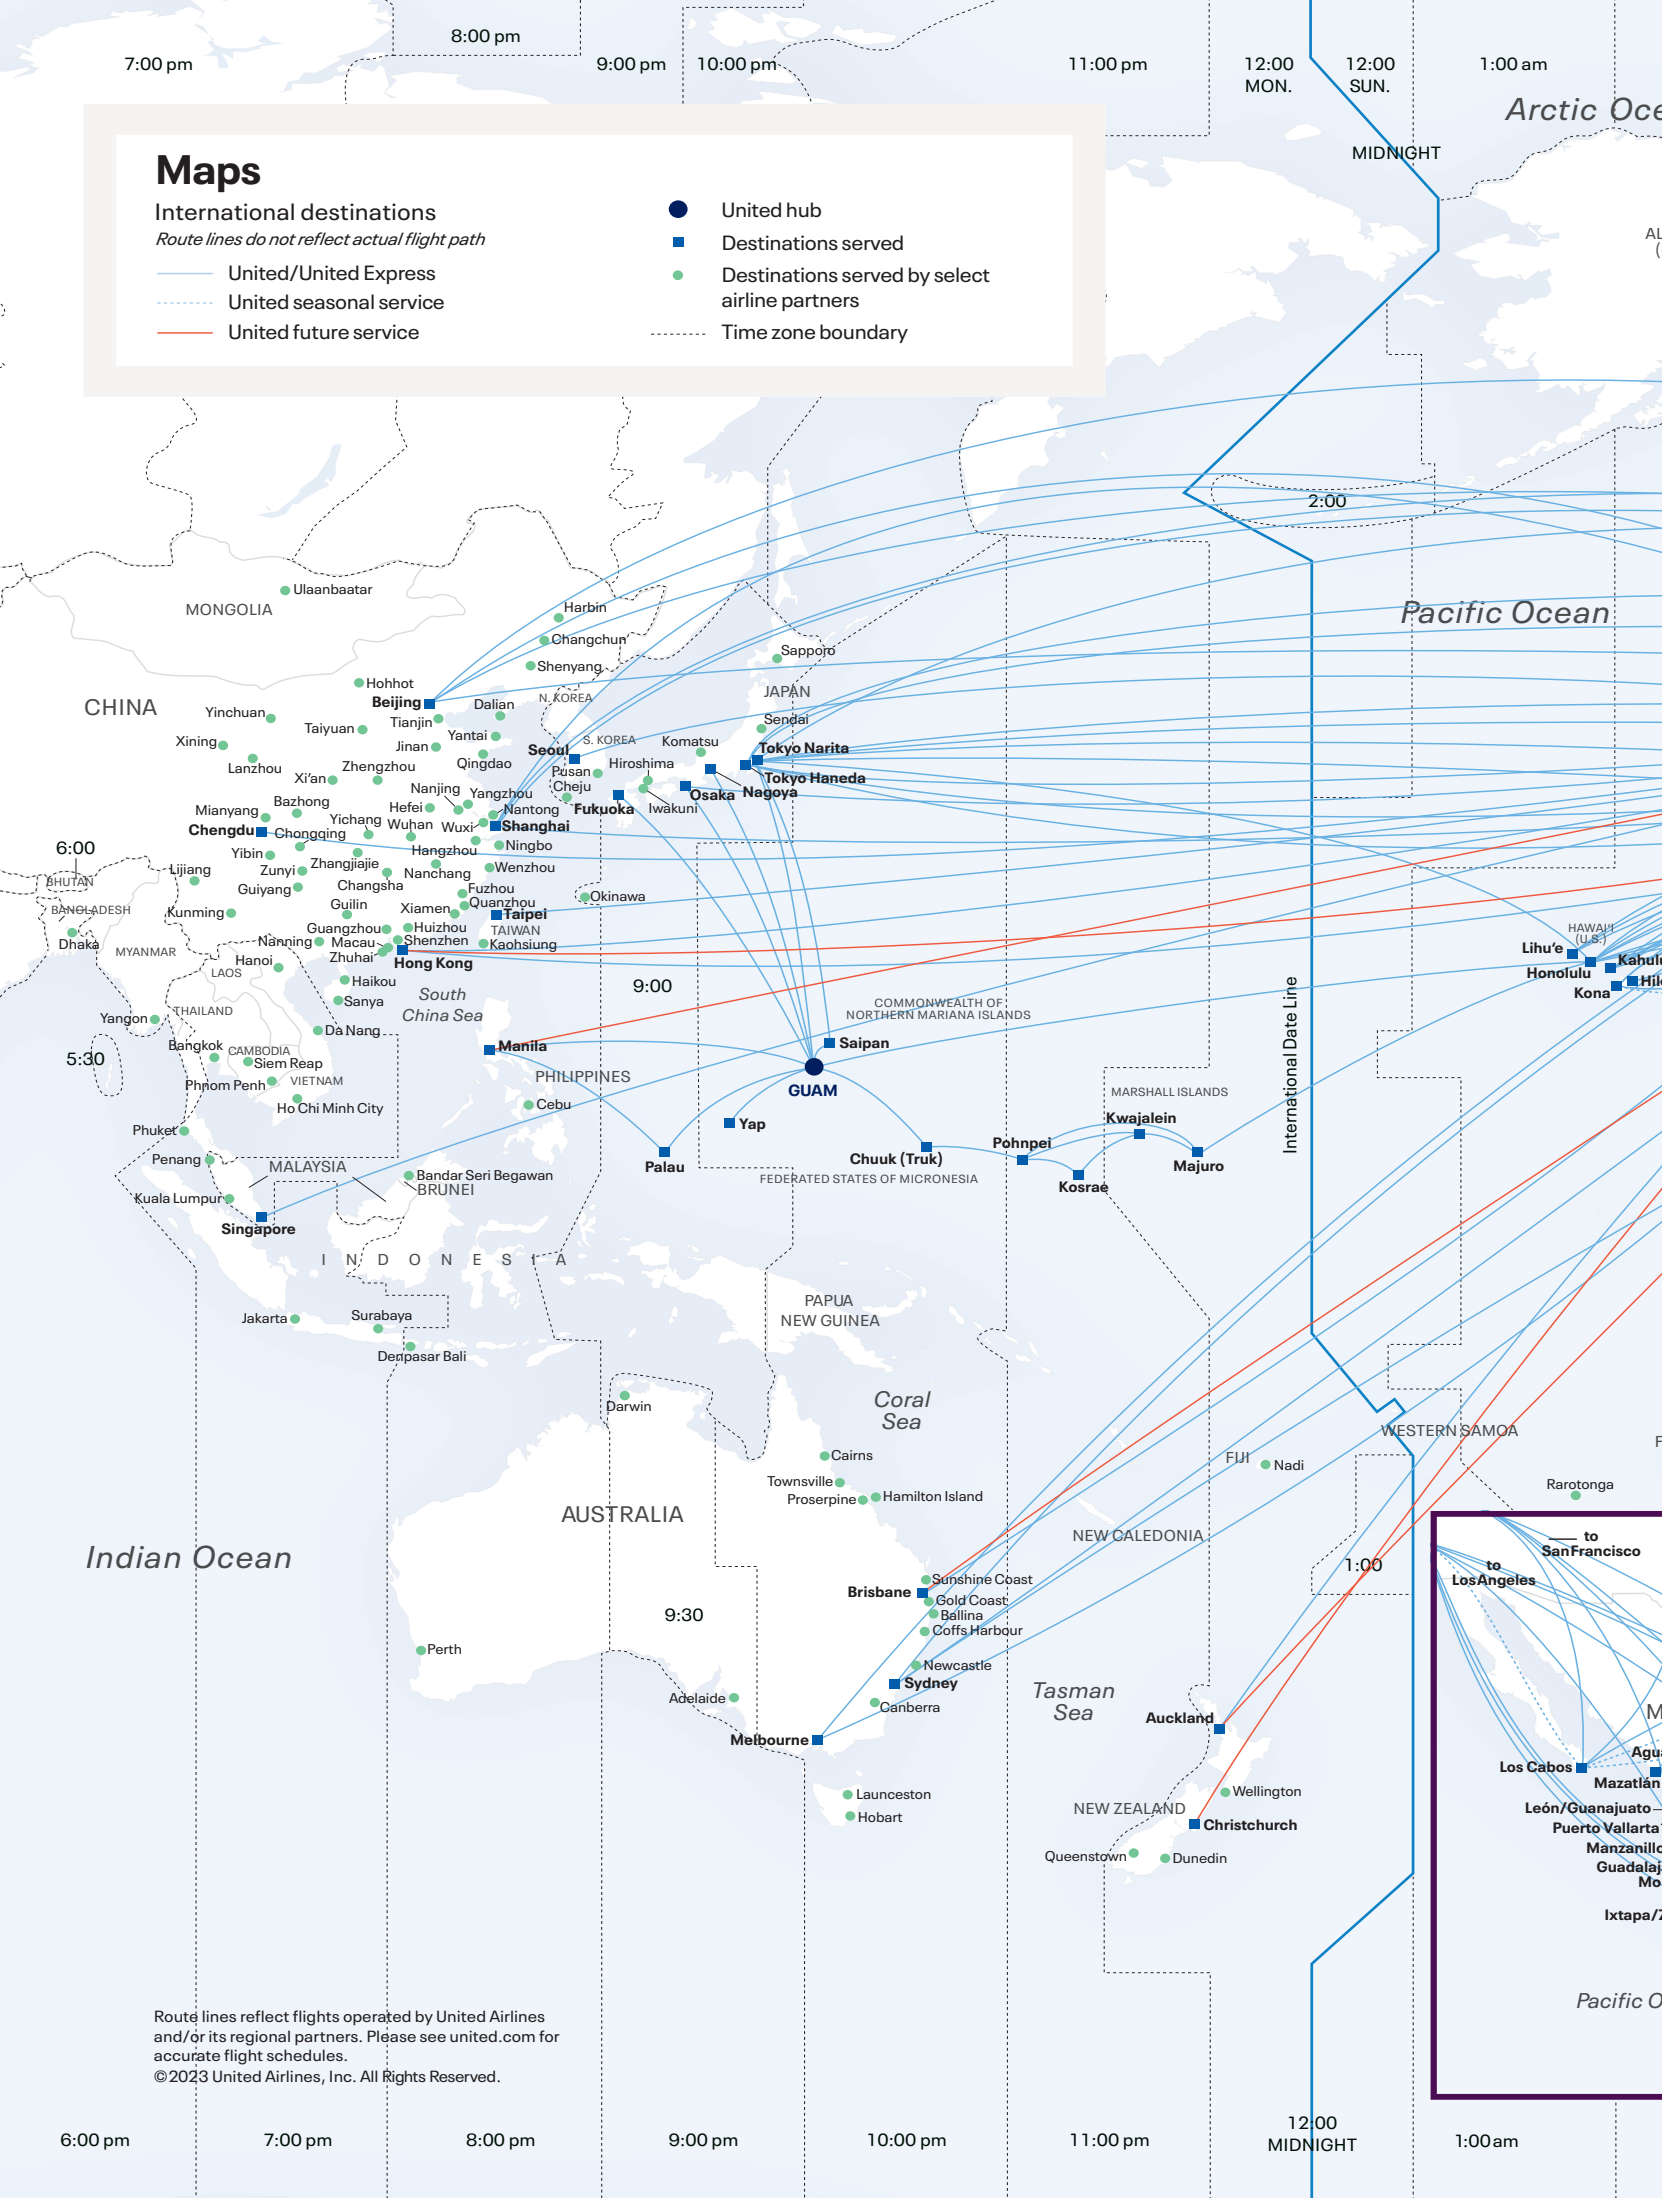 8:00 pm
7:00 pm
9:00 pm
10:00 pm
11:00 pm
12:00
MON.
12:00
SUN.
1:00 am
Arctic Oce
MIDNIGHT
Maps
International destinations
Route lines do not reflect actual flight path
United/United Express
United seasonal service
United future service
United hub
Destinations served
Destinations served by select
airline partners
Time zone boundary
AL
(
2:00
Pacific Ocean
Ulaanbaatar
MONGOLIA
Harbin
Changchun
Shenyang
Sapporo
Hohhot
Beijing
N. KOREA
JAPAN
CHINA
Yinchuan
Dalian
Tianjin
Sendai
Taiyuan
Yantai
Xining
Jinan
Seoul
S. KOREA
Komatsu
Tokyo Narita
Lanzhou
Zhengzhou
Qingdao
Pusan
Hiroshima
Tokyo Haneda
Xi'an
Nanjing
Cheju
Osaka
Nagoya
Bazhong
Yangzhou
Mianyang
Hefei
Nantong
Fukuoka
Iwakuni
Chengdu
Chongqing
Yichang
Wuhan
Wuxi
Shanghai
6:00
Yibin
Hangzhou
Ningbo
Lijiang
Zunyi
Zhangjiajie
Nanchang
Wenzhou
BHUTAN
Guiyang
Changsha
Fuzhou
Okinawa
BANGLADESH
Kunming
Guilin
Xiamen
Quanzhou
Taipei
Guangzhou
Huizhou
TAIWAN
HAWAI'I
(U.S.)
Dhaka
Nanning
Macau
Shenzhen
Kaohsiung
Lihu'e
MYANMAR
Hanoi
Zhuhai
Hong Kong
Kahulu
LAOS
Honolulu
Haikou
9:00
Hil
South
China Sea
Kona
Sanya
COMMONWEALTH OF
NORTHERN MARIANA ISLANDS
THAILAND
Yangon
Da Nang
Bangkok
CAMBODIA
Manila
Saipan
International Date Line
5:30
Siem Reap
Phnom Penh
VIETNAM
PHILIPPINES
GUAM
MARSHALL ISLANDS
Ho Chi Minh City
Cebu
Kwajalein
Yap
Phuket
Pohnpei
Penang
MALAYSIA
Palau
Chuuk (Truk)
Majuro
Bandar Seri Begawan
FEDERATED STATES OF MICRONESIA
Kosrae
BRUNEI
Kuala Lumpur
Singapore
INDONESIA
PAPUA
NEW GUINEA
Jakarta
Surabaya
Denpasar Bali
Coral
Sea
Darwin
WESTERN SAMOA
F
Cairns
FIJI
Nadi
Townsville
Rarotonga
Proserpine
Hamilton Island
AUSTRALIA
NEW CALEDONIA
to
SanFrancisco
Indian Ocean
1:00
to
LosAngeles
Sunshine Coast
Brisbane
Gold Coast
Ballina
9:30
Coffs Harbour
Perth
Newcastle
Sydney
Tasman
Sea
Adelaide
Canberra
Auckland
M
Melbourne
Agu
Los Cabos
Mazatlán
Launceston
Wellington
NEW ZEALAND
León/Guanajuato
Hobart
Christchurch
Puerto Vallarta
Manzanillo
Queenstown
Dunedin
Guadalaj
Mo
Ixtapa/Z
Pacific O
Route lines reflect flights operated by United Airlines
and/or its regional partners. Please see united.com for
accurate flight schedules.
©2023 United Airlines, Inc. All Rights Reserved.
6:00 pm
7:00 pm
8:00 pm
9:00 pm
10:00 pm
11:00 pm
12:00
MIDNIGHT
1:00am